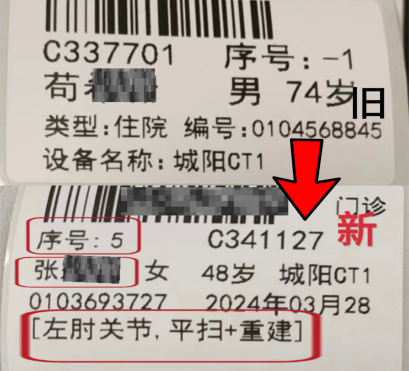 C337701 序号:-1
苟 男 74岁
旧
类型:住院 编号:0104568845
设备名称: 城阳CT1
门诊
序号: 5 C341127 新
张 女 48岁 城阳CT1
0103693727 2024年03月28
[左肘关节,平扫+重建]